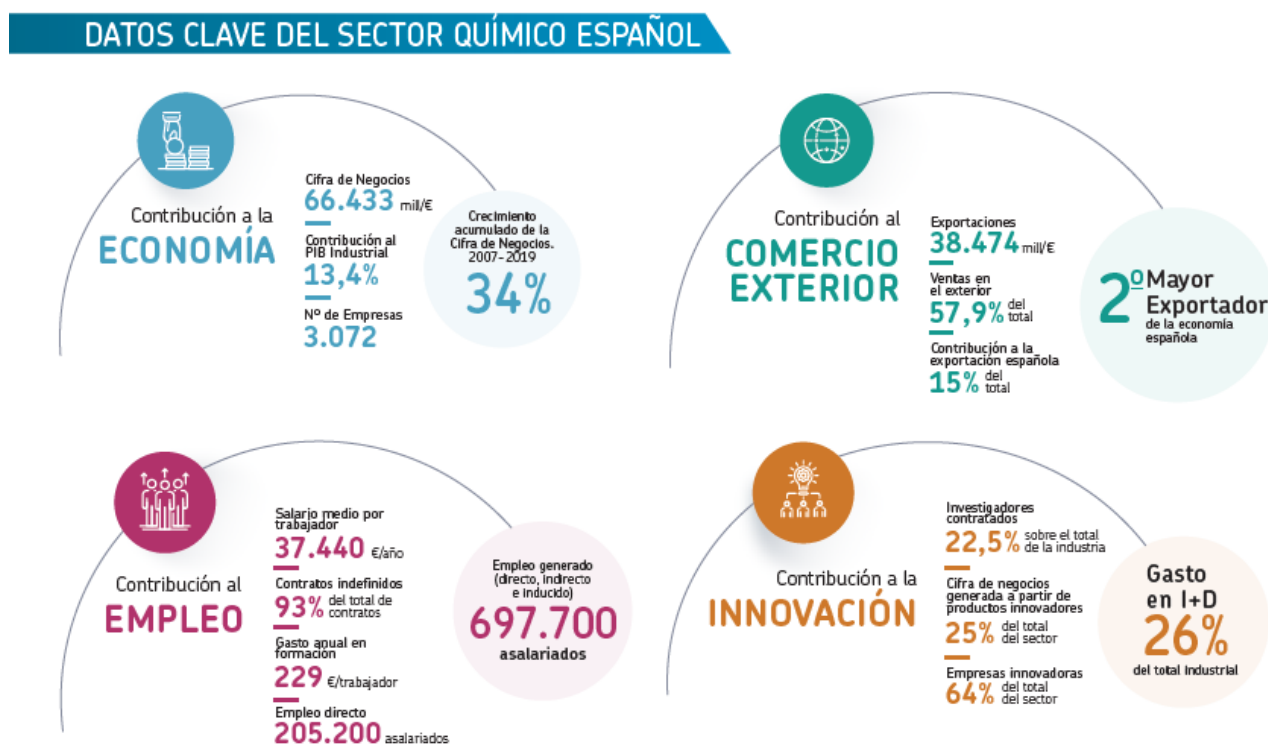 DATOS CLAVE DEL SECTOR QUÍMICO ESPAÑOL
Contribución a la
ECONOMÍA
Cifra de Negocios
66.433 mill/€
Contribución al
PIB Industrial
13,4%
Nº de Empresas
3.072
Crecimiento
acumulado de la
Cifra de Negocios.
2007-2019
34%
Contribución al
COMERCIO
EXTERIOR
Exportaciones
38.474 mill/€
Ventas en
el exterior
57,9% del
total
Contribución a la
exportación española
15% del
total
2º Mayor
Exportador
de la economía
española
Contribución al
EMPLEO
Salario medio por
trabajador
37.440 €/año
Contratos indefinidos
93% del total de
contratos
Gasto anual en
formación
229 €/trabajador
Empleo directo
205.200 asalariados
Empleo generado
(directo, indirecto
e inducido)
697.700
asalariados
Contribución a la
INNOVACIÓN
Investigadores
contratados
22,5% sobre el total
de la industria
Cifra de negocios
generada a partir de
productos innovadores
25% del total
del sector
Empresas innovadoras
64% del total
del sector
Gasto
en I+D
26%
del total industrial